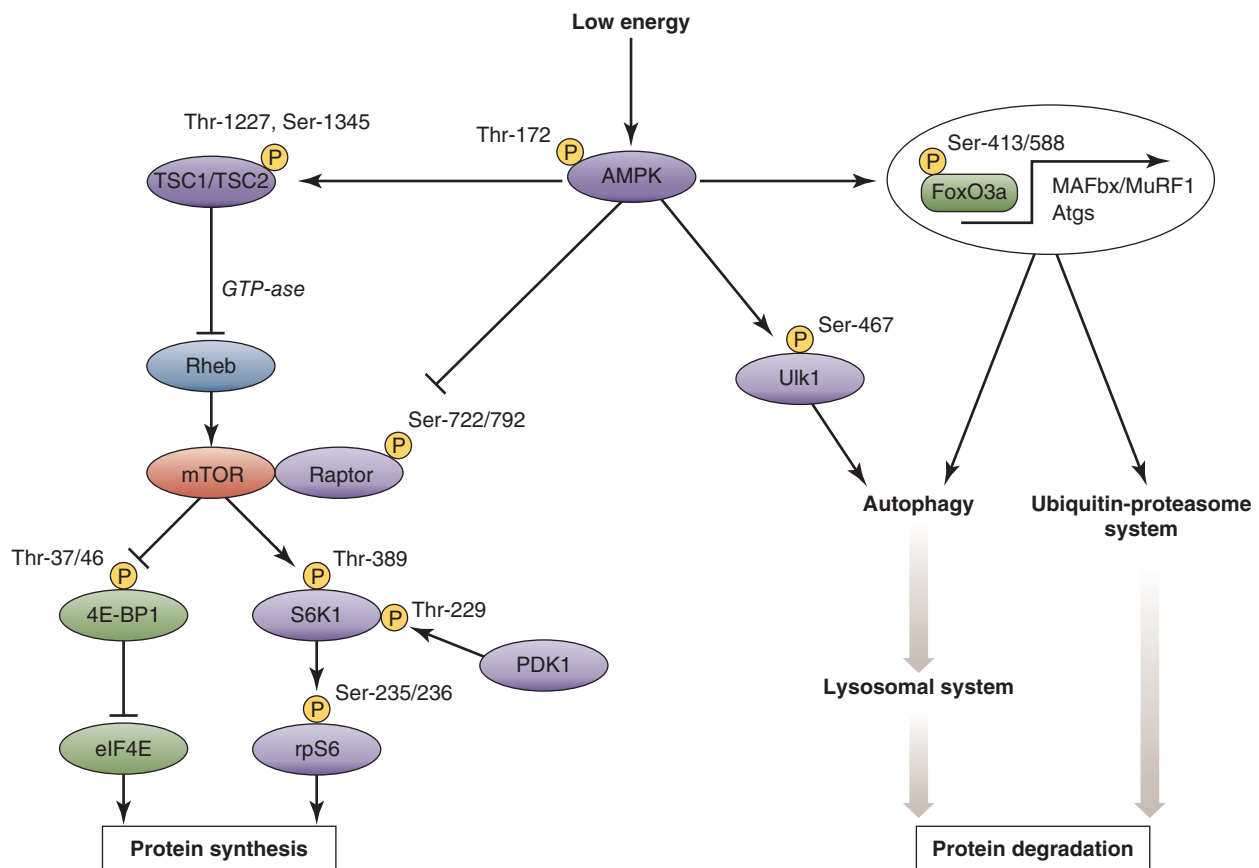 Low energy
Thr-1227, Ser-1345
P
TSC1/TSC2
Thr-172
P
AMPK
Ser-413/588
P
FoxO3a
MAFbx/MuRF1
Atgs
GTP-ase
Rheb
Ser-467
P
Ulk1
Ser-722/792
P
mTOR
Raptor
Autophagy
Ubiquitin-proteasome
system
Thr-37/46
P
4E-BP1
Thr-389
P
S6K1
Thr-229
P
PDK1
Lysosomal system
Ser-235/236
P
eIF4E
rpS6
Protein synthesis
Protein degradation